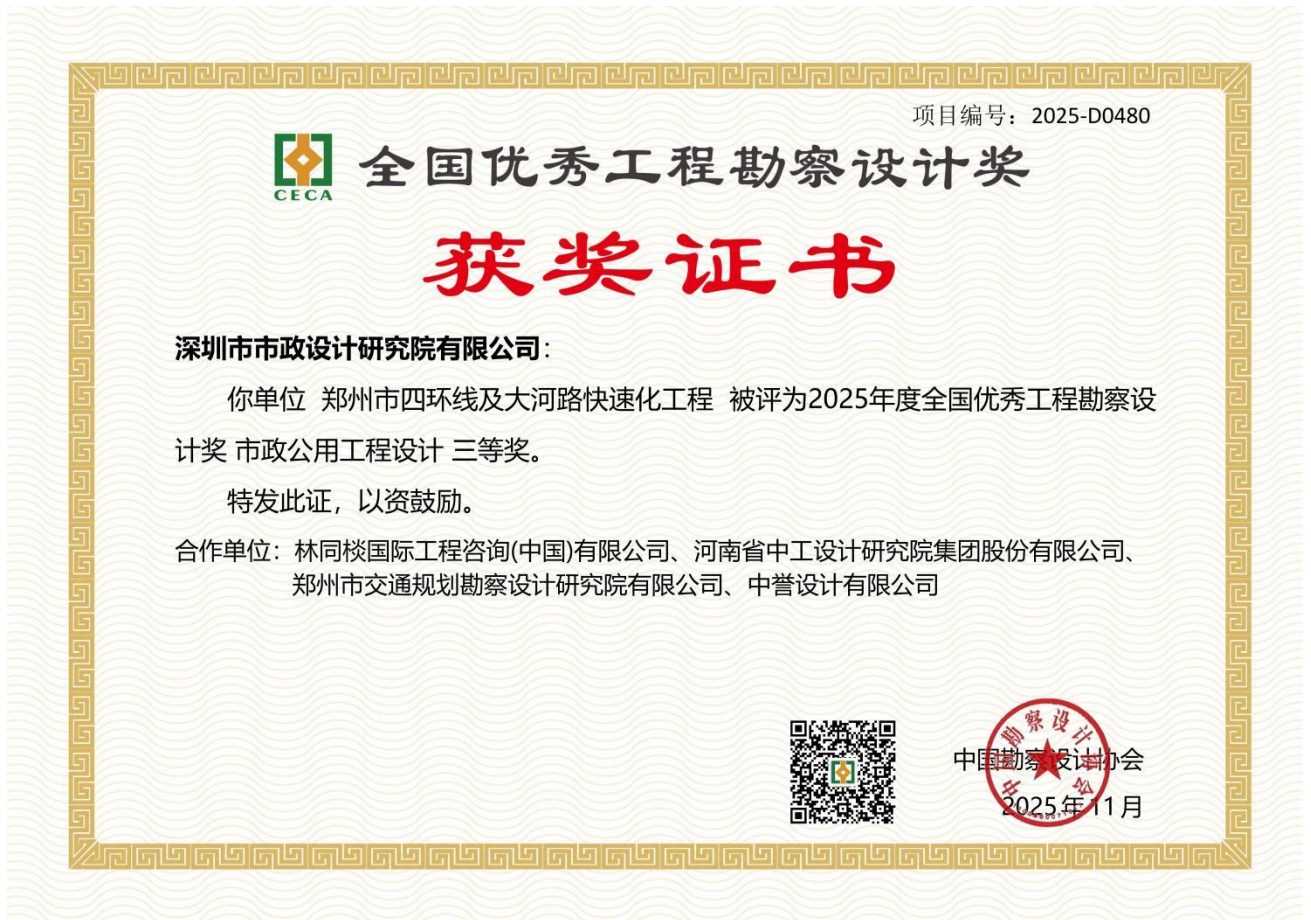 项目编号：2025-D0480
CECA
全国优秀工程勘察设计奖
获奖证书
深圳市市政设计研究院有限公司：
你单位 郑州市四环线及大河路快速化工程 被评为2025年度全国优秀工程勘察设
计奖 市政公用工程设计 三等奖。
特发此证，以资鼓励。
合作单位：林同棪国际工程咨询(中国)有限公司、河南省中工设计研究院集团股份有限公司、
郑州市交通规划勘察设计研究院有限公司、中誉设计有限公司
中国勘察设计协会
中国勘察设计协会
2025年11月